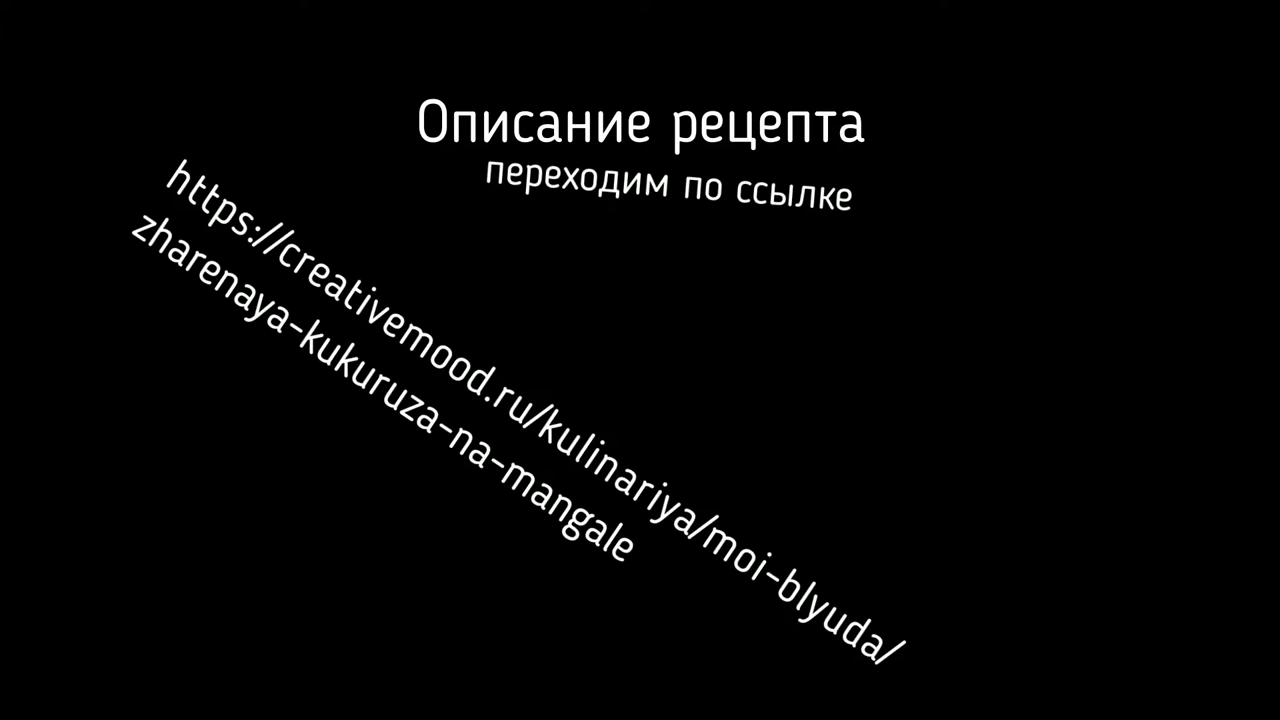 Описание рецепта
переходим по ссылке
https://creativemood.ru/kulinariya/moi-blyuda/
zharenaya-kukuruza-na-mangale